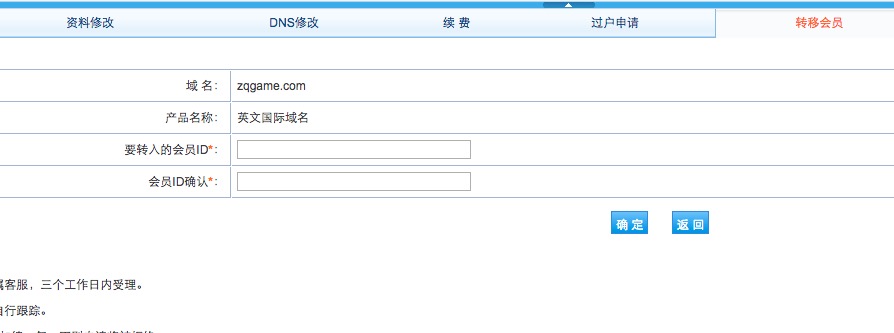 资料修改 DNS修改 续 费 过户申请 转移会员
域 名： zqgame.com
产品名称： 英文国际域名
要转入的会员ID*：
会员ID确认*：
确 定 返 回
属客服，三个工作日内受理。
自行跟踪。